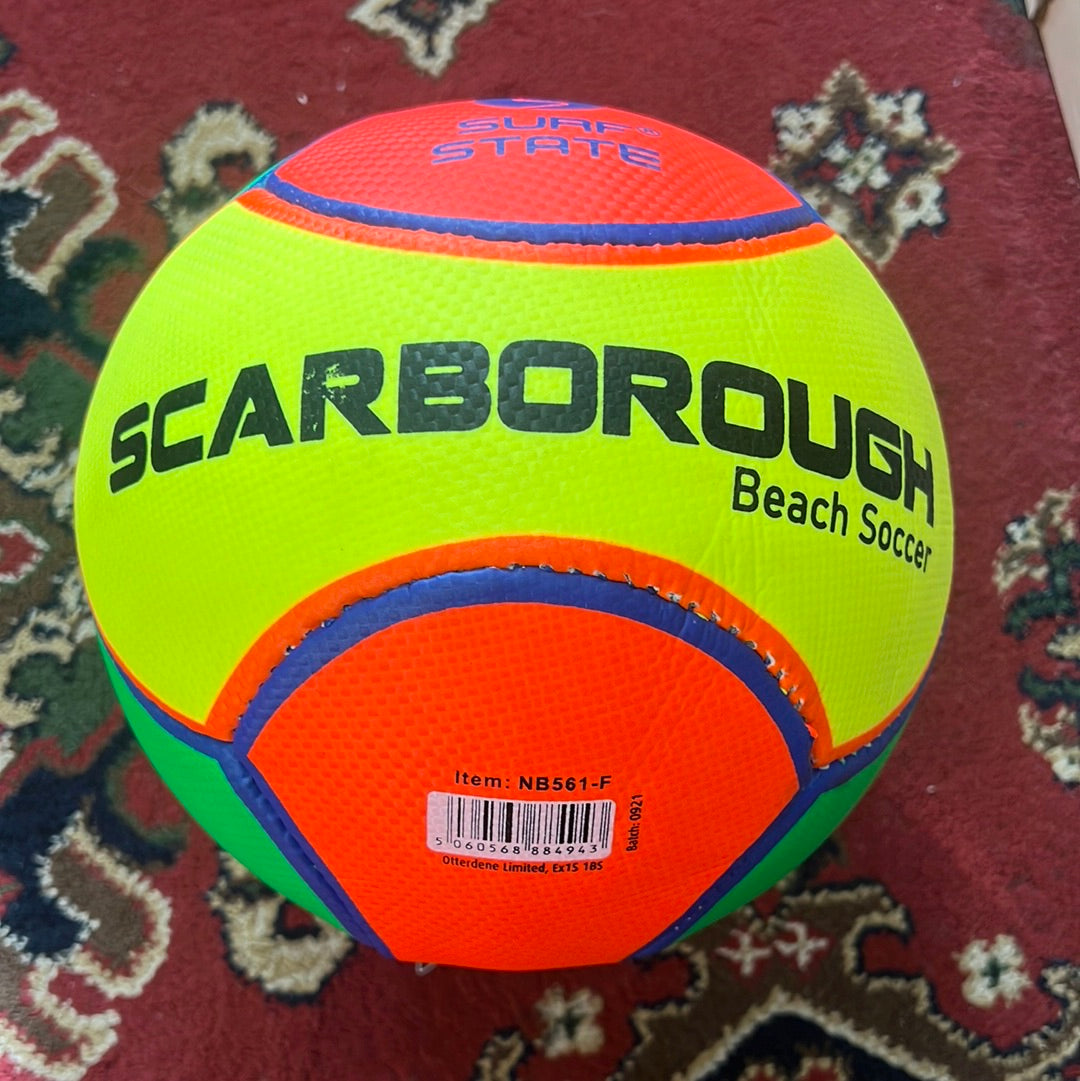 SURF®
STATE
SCARBOROUGH
Beach Soccer
Item: NB561-F
5 060568 884943
Batch: 0921
Otterdene Limited, Ex15 1BS